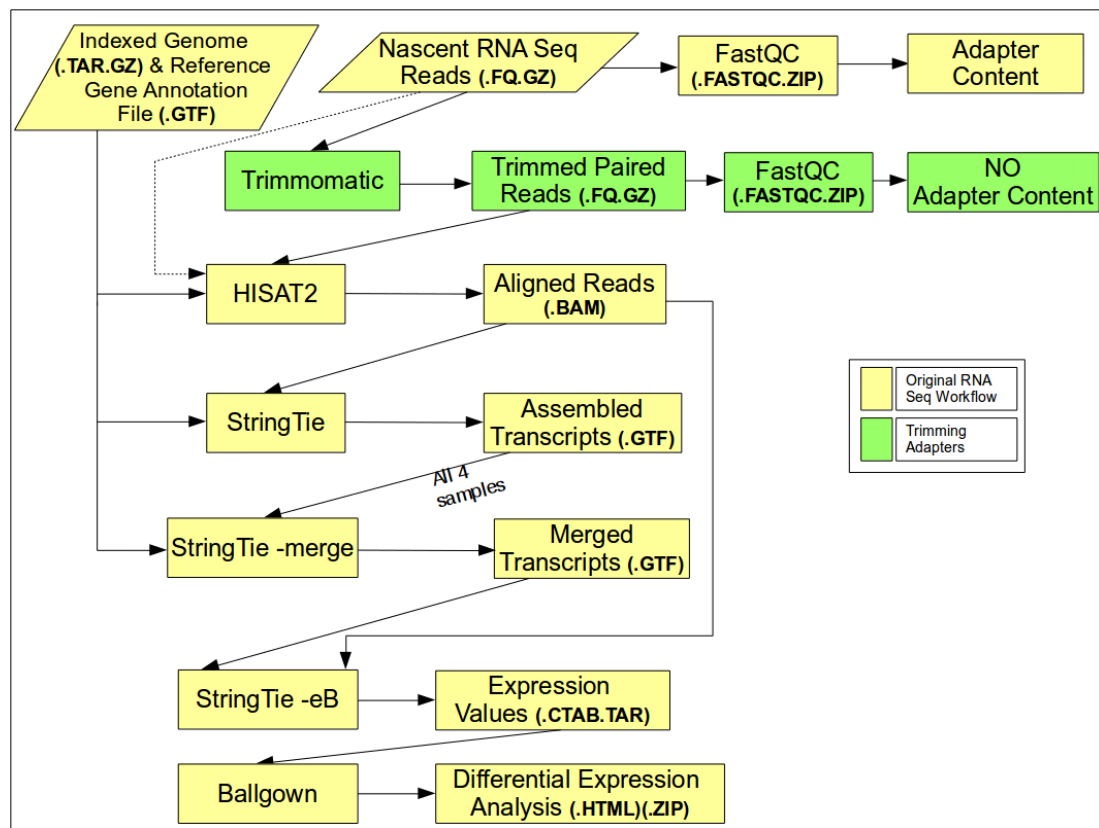 Indexed Genome
(.TAR.GZ) & Reference
Gene Annotation
File (.GTF)
Nascent RNA Seq
Reads (.FQ.GZ)
FastQC
(.FASTQC.ZIP)
Adapter
Content
Trimmomatic
Trimmed Paired
Reads (.FQ.GZ)
FastQC
(.FASTQC.ZIP)
NO
Adapter Content
HISAT2
Aligned Reads
(.BAM)
Original RNA
Seq Workflow
Trimming
Adapters
StringTie
Assembled
Transcripts (.GTF)
All 4
samples
StringTie -merge
Merged
Transcripts (.GTF)
StringTie -eB
Expression
Values (.CTAB.TAR)
Ballgown
Differential Expression
Analysis (.HTML)(.ZIP)